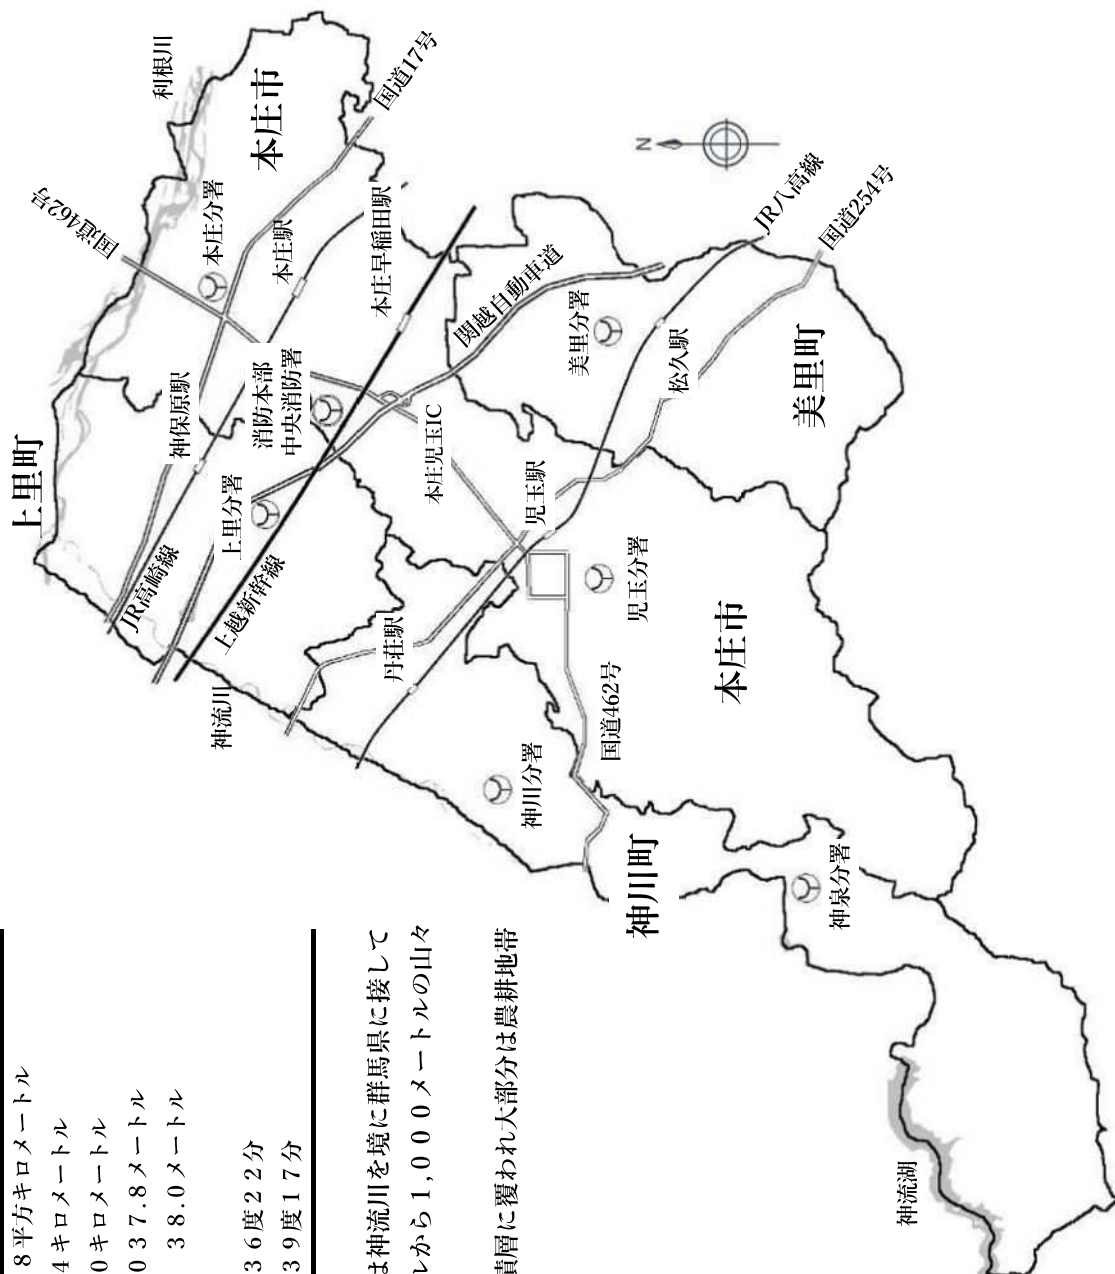 8平方キロメートル
4キロメートル
0キロメートル
037.8メートル
38.0メートル
36度22分
39度17分
は神流川を境に群馬県に接して
から1,000メートルの山々
積層に覆われ大部分は農耕地帯
上里町
利根川
本庄市
国道17号
国道462号
本庄分署
本庄駅
本庄早稲田駅
N
JR八高線
国道254号
関越自動車道
神保原駅
消防本部
中央消防署
美里分署
松久駅
美里町
上里分署
本庄児玉IC
児玉駅
JR高崎線
上越新幹線
児玉分署
丹荘駅
本庄市
神流川
国道462号
神川分署
神川町
神泉分署
神流湖